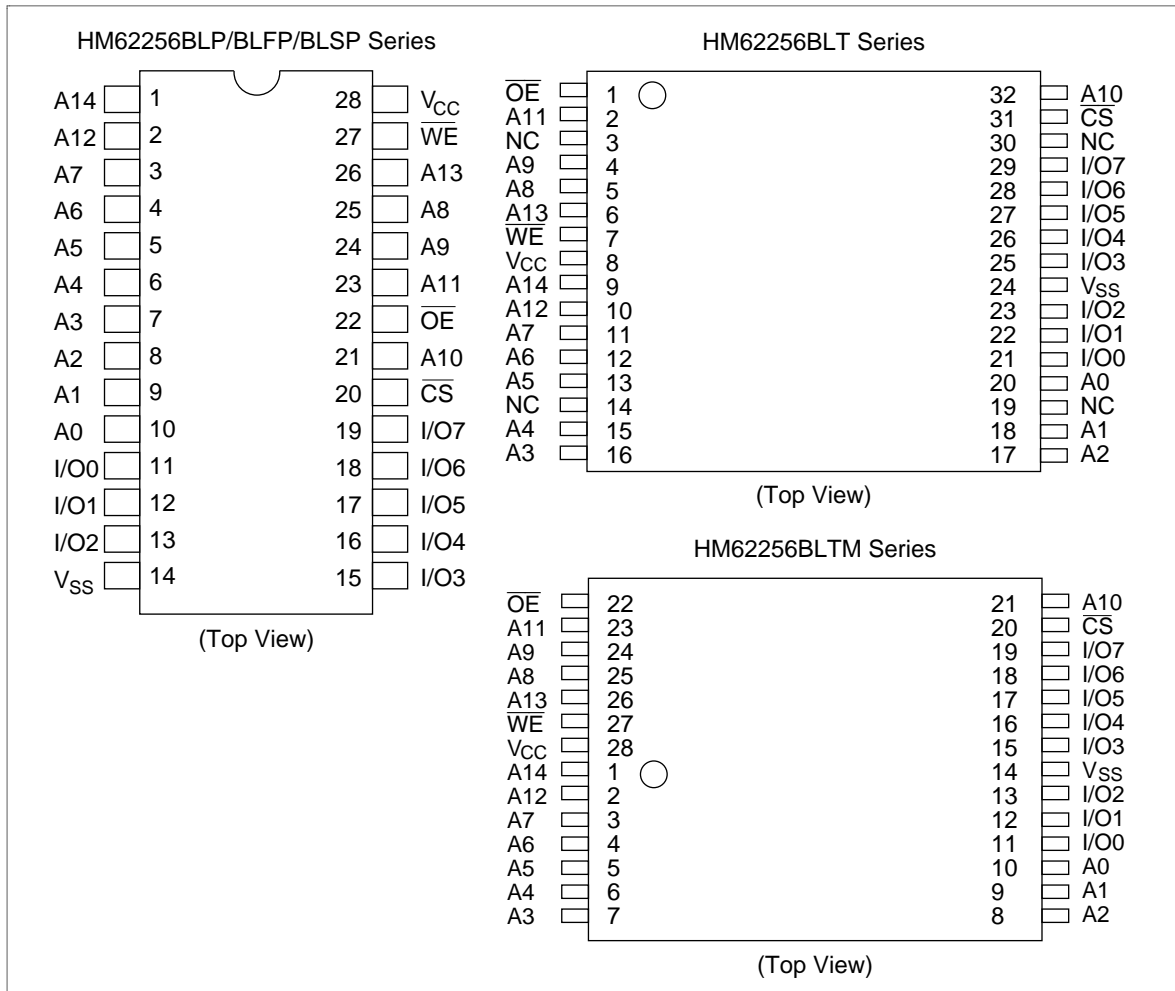 HM62256BLP/BLFP/BLSP Series
A14 1 28 VCC
A12 2 27 W̅E̅
A7 3 26 A13
A6 4 25 A8
A5 5 24 A9
A4 6 23 A11
A3 7 22 O̅E̅
A2 8 21 A10
A1 9 20 C̅S̅
A0 10 19 I/O7
I/O0 11 18 I/O6
I/O1 12 17 I/O5
I/O2 13 16 I/O4
VSS 14 15 I/O3
(Top View)
HM62256BLT Series
O̅E̅ 1 32 A10
A11 2 31 C̅S̅
NC 3 30 NC
A9 4 29 I/O7
A8 5 28 I/O6
A13 6 27 I/O5
W̅E̅ 7 26 I/O4
VCC 8 25 I/O3
A14 9 24 VSS
A12 10 23 I/O2
A7 11 22 I/O1
A6 12 21 I/O0
A5 13 20 A0
NC 14 19 NC
A4 15 18 A1
A3 16 17 A2
(Top View)
HM62256BLTM Series
O̅E̅ 22 21 A10
A11 23 20 C̅S̅
A9 24 19 I/O7
A8 25 18 I/O6
A13 26 17 I/O5
W̅E̅ 27 16 I/O4
VCC 28 15 I/O3
A14 1 14 VSS
A12 2 13 I/O2
A7 3 12 I/O1
A6 4 11 I/O0
A5 5 10 A0
A4 6 9 A1
A3 7 8 A2
(Top View)